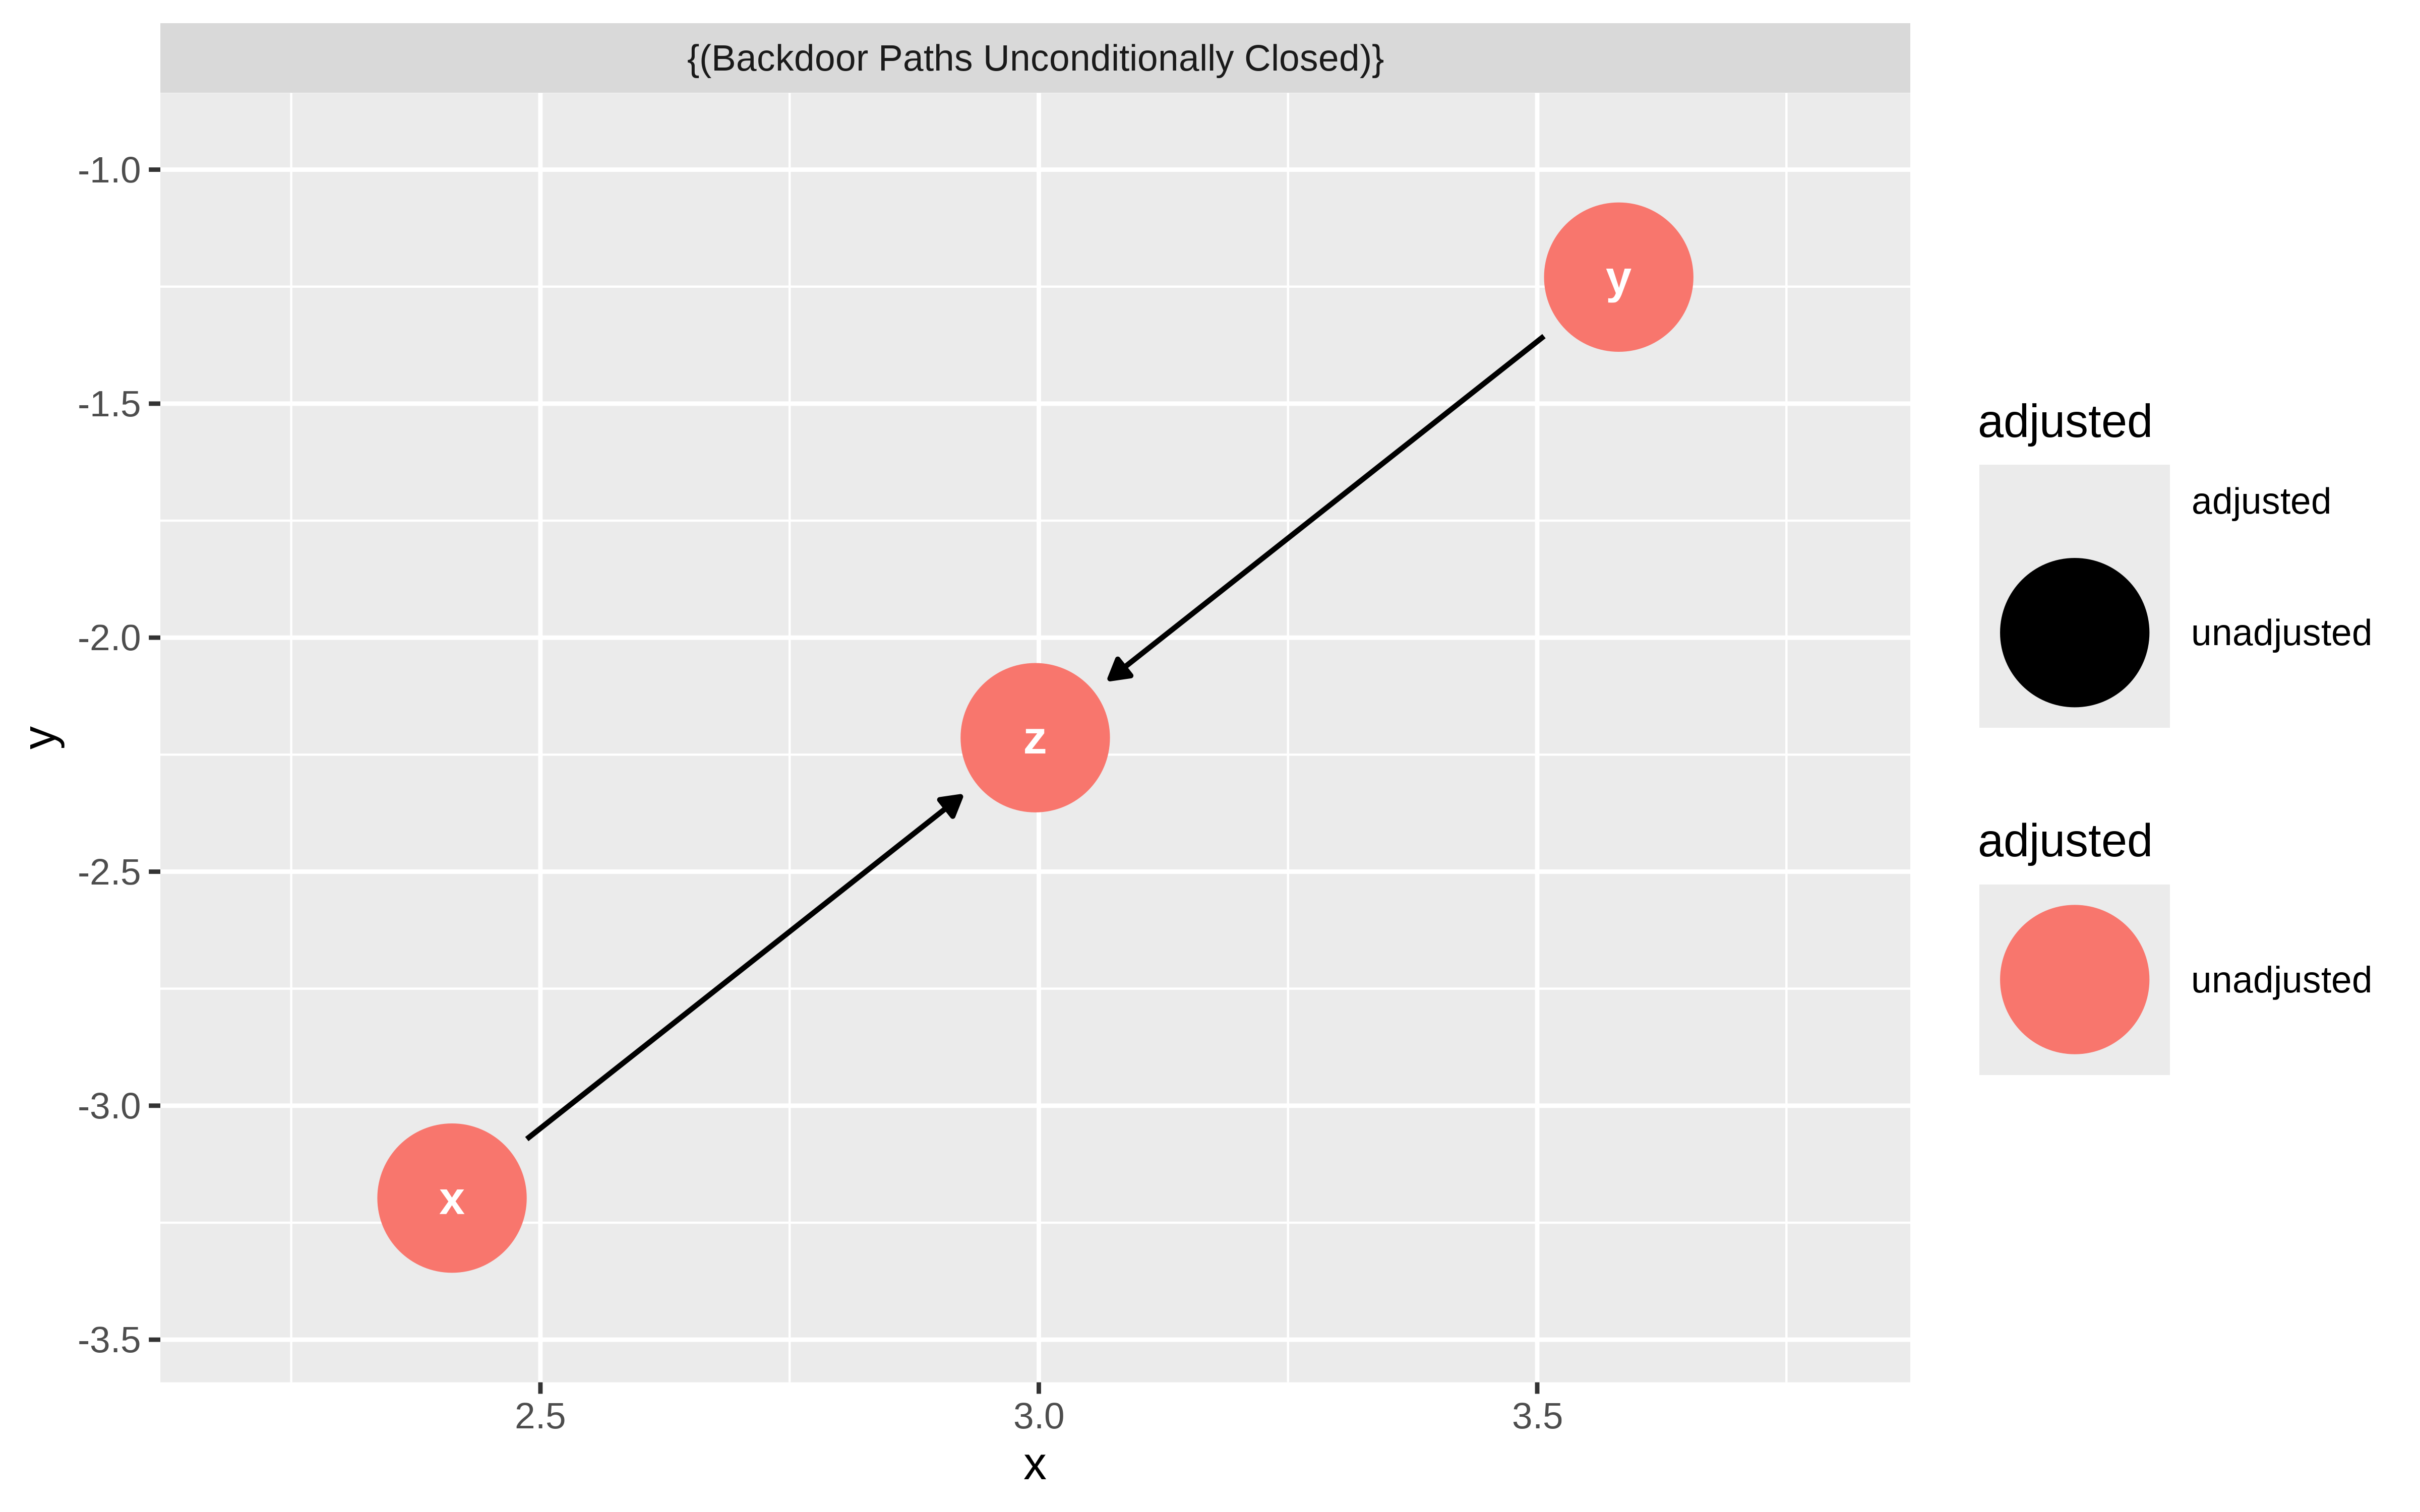 {(Backdoor Paths Unconditionally Closed)}
-1.0
-1.5
-2.0
-2.5
-3.0
-3.5
y
y
z
x
2.5 3.0 3.5
x
adjusted
adjusted
unadjusted
adjusted
unadjusted